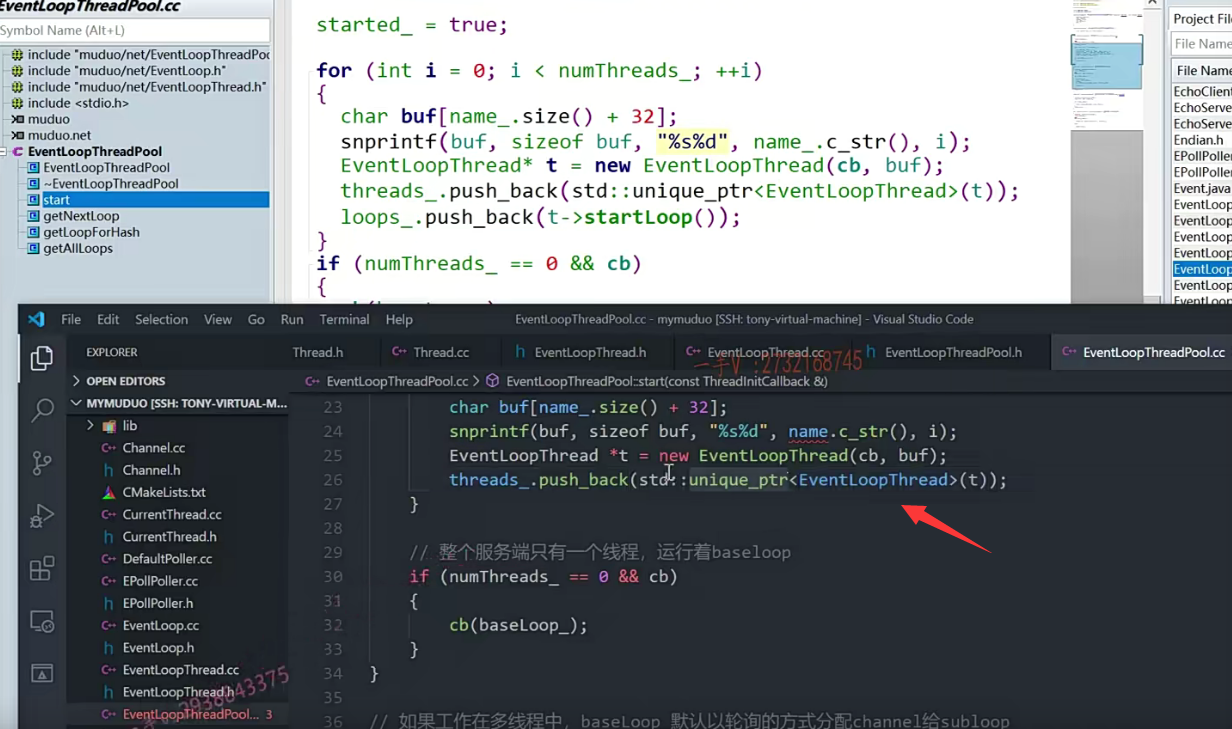 EventLoopThreadPool.cc
Symbol Name (Alt+L)
include "muduo/net/EventLoopThreadPoo
include "muduo/net/EventLoop.h"
include "muduo/net/EventLoopThread.h"
include <stdio.h>
muduo
muduo.net
EventLoopThreadPool
EventLoopThreadPool
~EventLoopThreadPool
start
getNextLoop
getLoopForHash
getAllLoops
started_ = true;
for (int i = 0; i < numThreads_; ++i)
{
char buf[name_.size() + 32];
snprintf(buf, sizeof buf, "%s%d", name_.c_str(), i);
EventLoopThread* t = new EventLoopThread(cb, buf);
threads_.push_back(std::unique_ptr<EventLoopThread>(t));
loops_.push_back(t->startLoop());
}
if (numThreads_ == 0 && cb)
{
Project File
File Name
File Name
EchoClient
EchoServe
EchoServe
Endian.h
EPollPoller
EPollPoller
Event.java
EventLoop
EventLoop
EventLoop
EventLoop
EventLoop
EventLoop
EventLoop
File Edit Selection View Go Run Terminal Help
EventLoopThreadPool.cc - mymuduo [SSH: tony-virtual-machine] - Visual Studio Code
EXPLORER
Thread.h
Thread.cc
EventLoopThread.h
EventLoopThread.cc
EventLoopThreadPool.h
EventLoopThreadPool.cc
一手V :2732168745
OPEN EDITORS
MYMUDUO [SSH: TONY-VIRTUAL-M...
lib
Channel.cc
Channel.h
CMakeLists.txt
CurrentThread.cc
CurrentThread.h
DefaultPoller.cc
EPollPoller.cc
EPollPoller.h
EventLoop.cc
EventLoop.h
EventLoopThread.cc
EventLoopThread.h
EventLoopThreadPool... 3
EventLoopThreadPool.cc > EventLoopThreadPool::start(const ThreadInitCallback &)
23 char buf[name_.size() + 32];
24 snprintf(buf, sizeof buf, "%s%d", name.c_str(), i);
25 EventLoopThread *t = new EventLoopThread(cb, buf);
26 threads_.push_back(std::unique_ptr<EventLoopThread>(t));
27 }
28
29 // 整个服务端只有一个线程，运行着baseloop
30 if (numThreads_ == 0 && cb)
31 {
32 cb(baseLoop_);
33 }
34 }
35
36 // 如果工作在多线程中，baseLoop_默认以轮询的方式分配channel给subloop